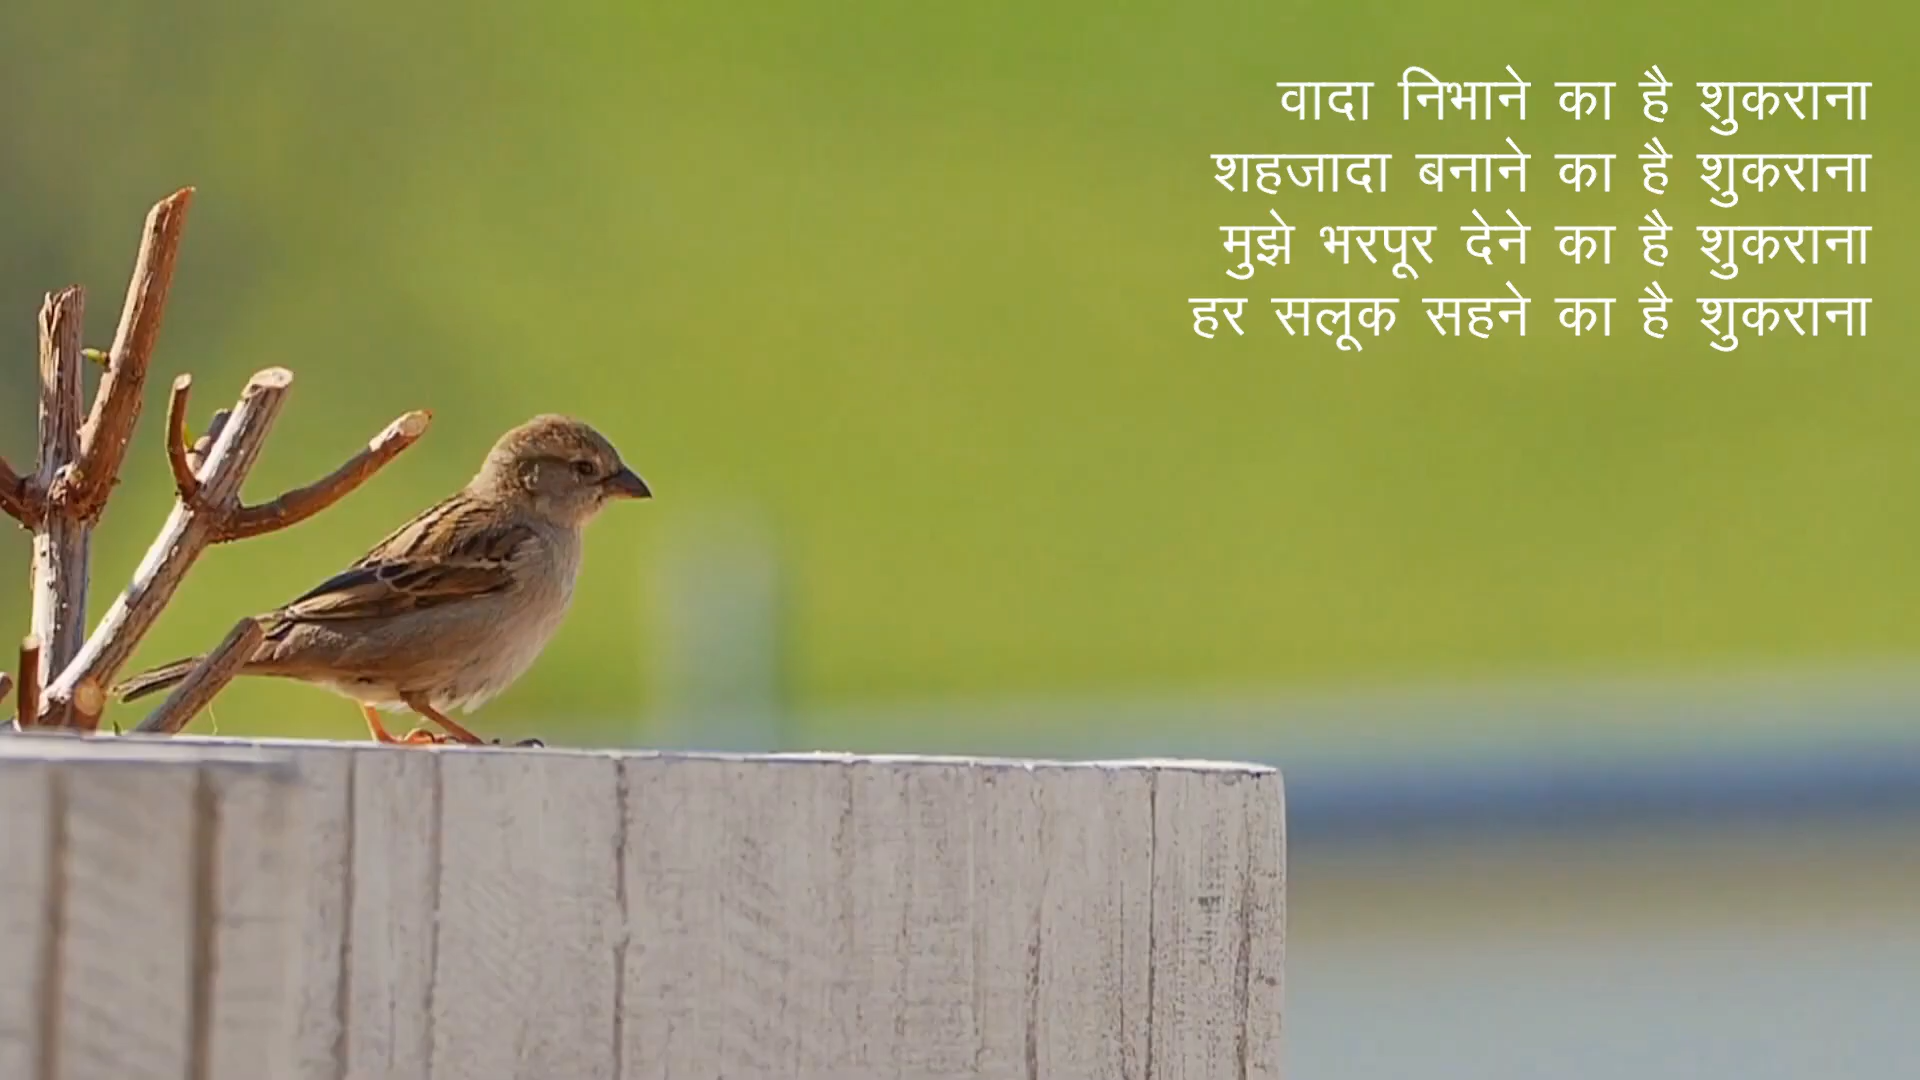 वादा निभाने का है शुकराना
शहजादा बनाने का है शुकराना
मुझे भरपूर देने का है शुकराना
हर सलूक सहने का है शुकराना